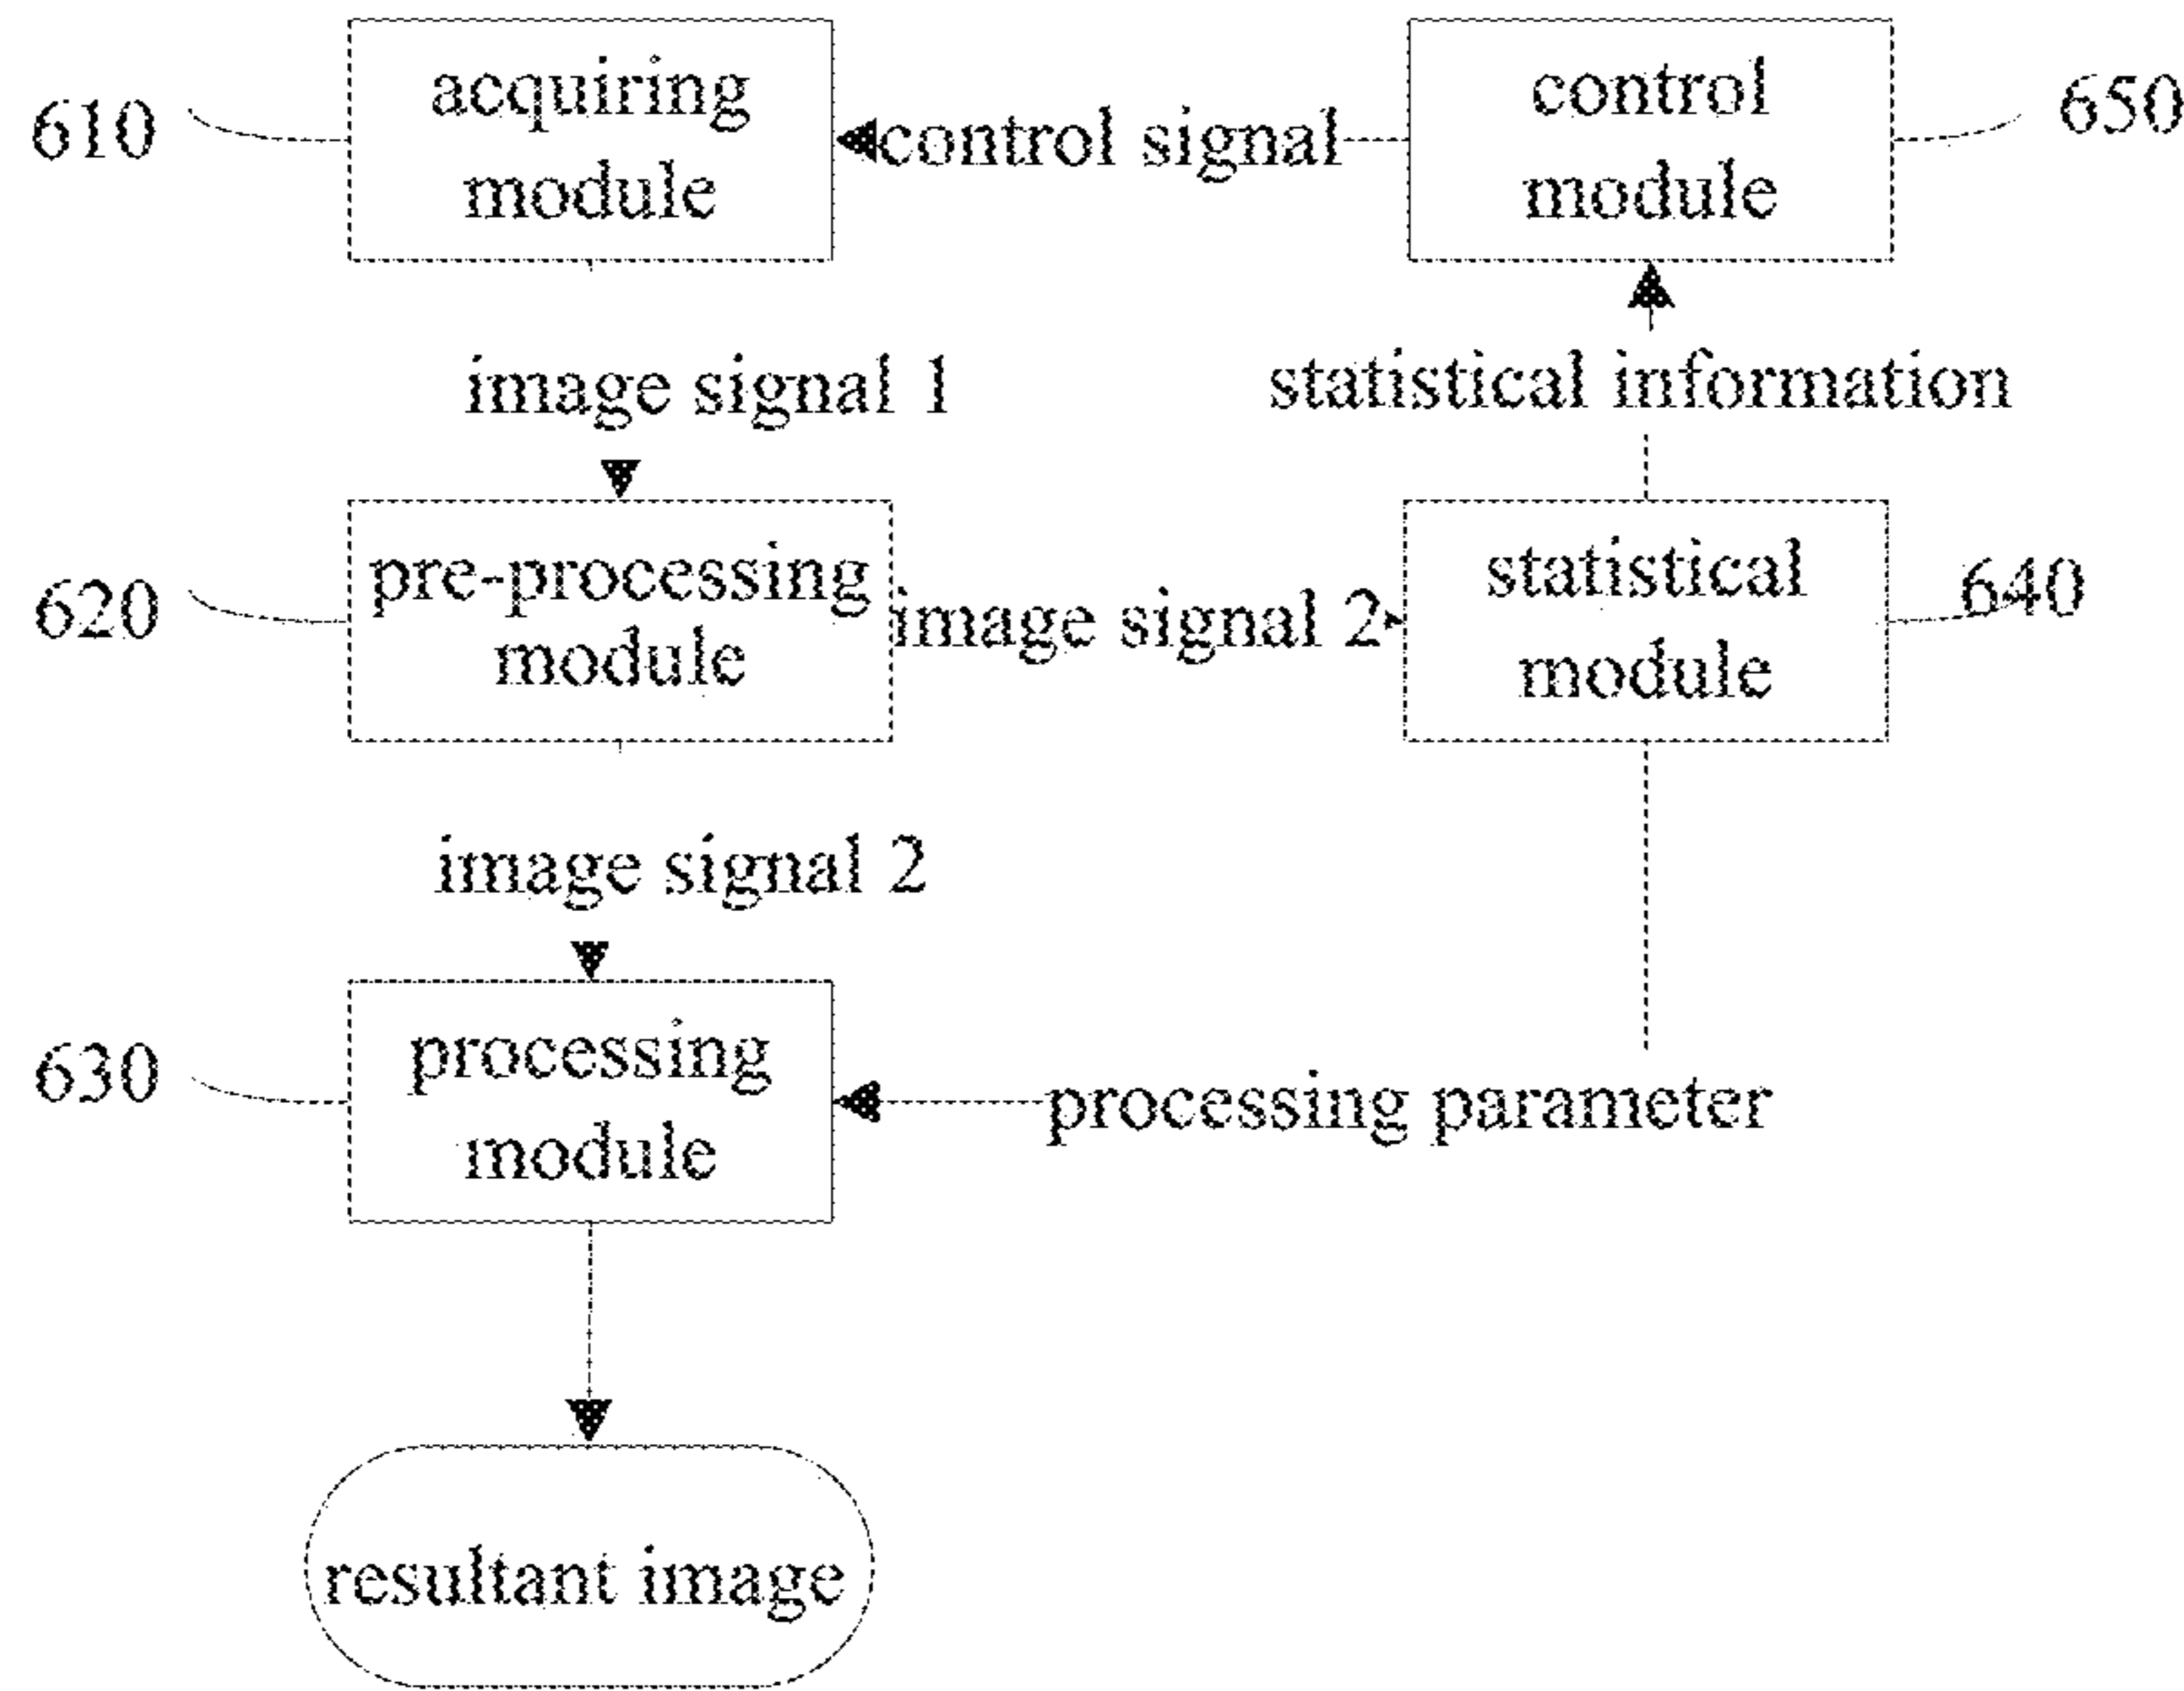 610
acquiring
module
control signal
control
module
650
image signal 1
statistical information
620
pre-processing
module
image signal 2
statistical
module
640
image signal 2
630
processing
module
processing parameter
resultant image